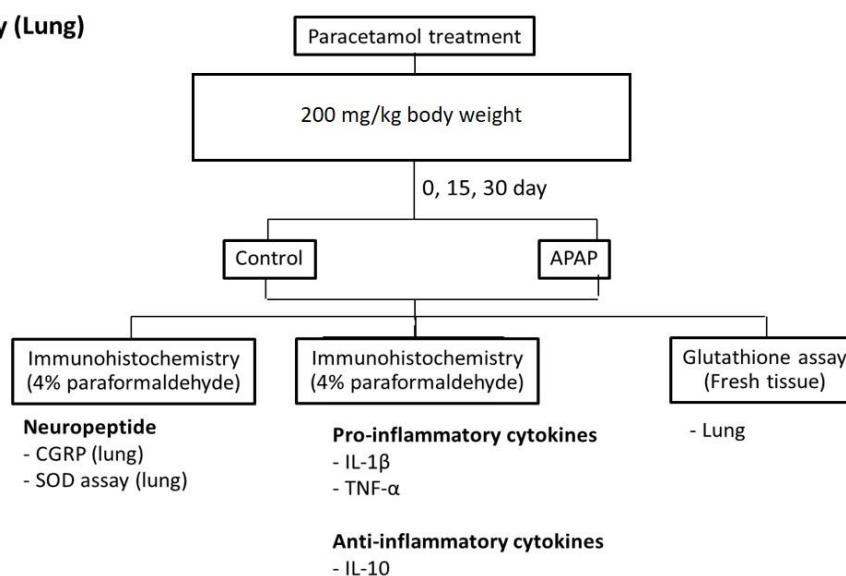 (Lung)
Paracetamol treatment
200 mg/kg body weight
0, 15, 30 day
Control
APAP
Immunohistochemistry
(4% paraformaldehyde)
Neuropeptide
- CGRP (lung)
- SOD assay (lung)
Immunohistochemistry
(4% paraformaldehyde)
Pro-inflammatory cytokines
- IL-1β
- TNF-α
Anti-inflammatory cytokines
- IL-10
Glutathione assay
(Fresh tissue)
- Lung